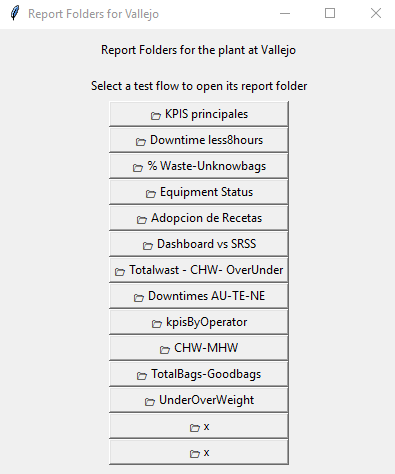 Report Folders for Vallejo
Report Folders for the plant at Vallejo
Select a test flow to open its report folder
KPIS principales
Downtime less8hours
% Waste-Unknowbags
Equipment Status
Adopcion de Recetas
Dashboard vs SRSS
Totalwast - CHW- OverUnder
Downtimes AU-TE-NE
kpisByOperator
CHW-MHW
TotalBags-Goodbags
UnderOverWeight
x
x